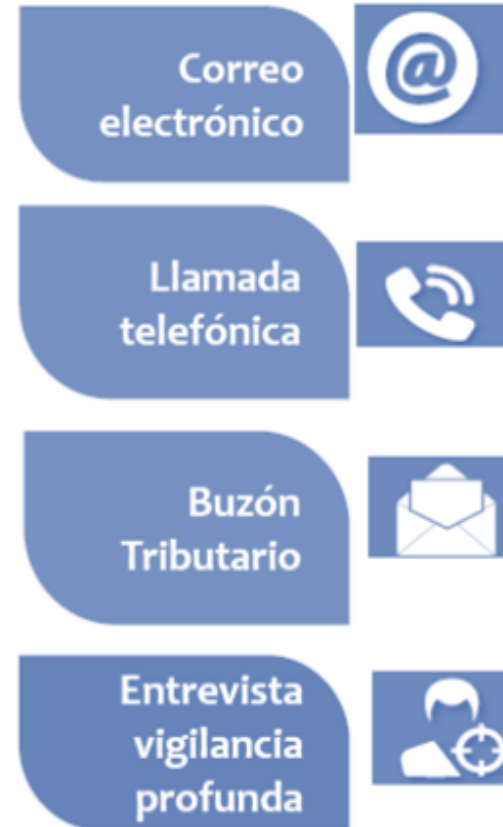 Correo
electrónico
@
Llamada
telefónica
Buzón
Tributario
Entrevista
vigilancia
profunda